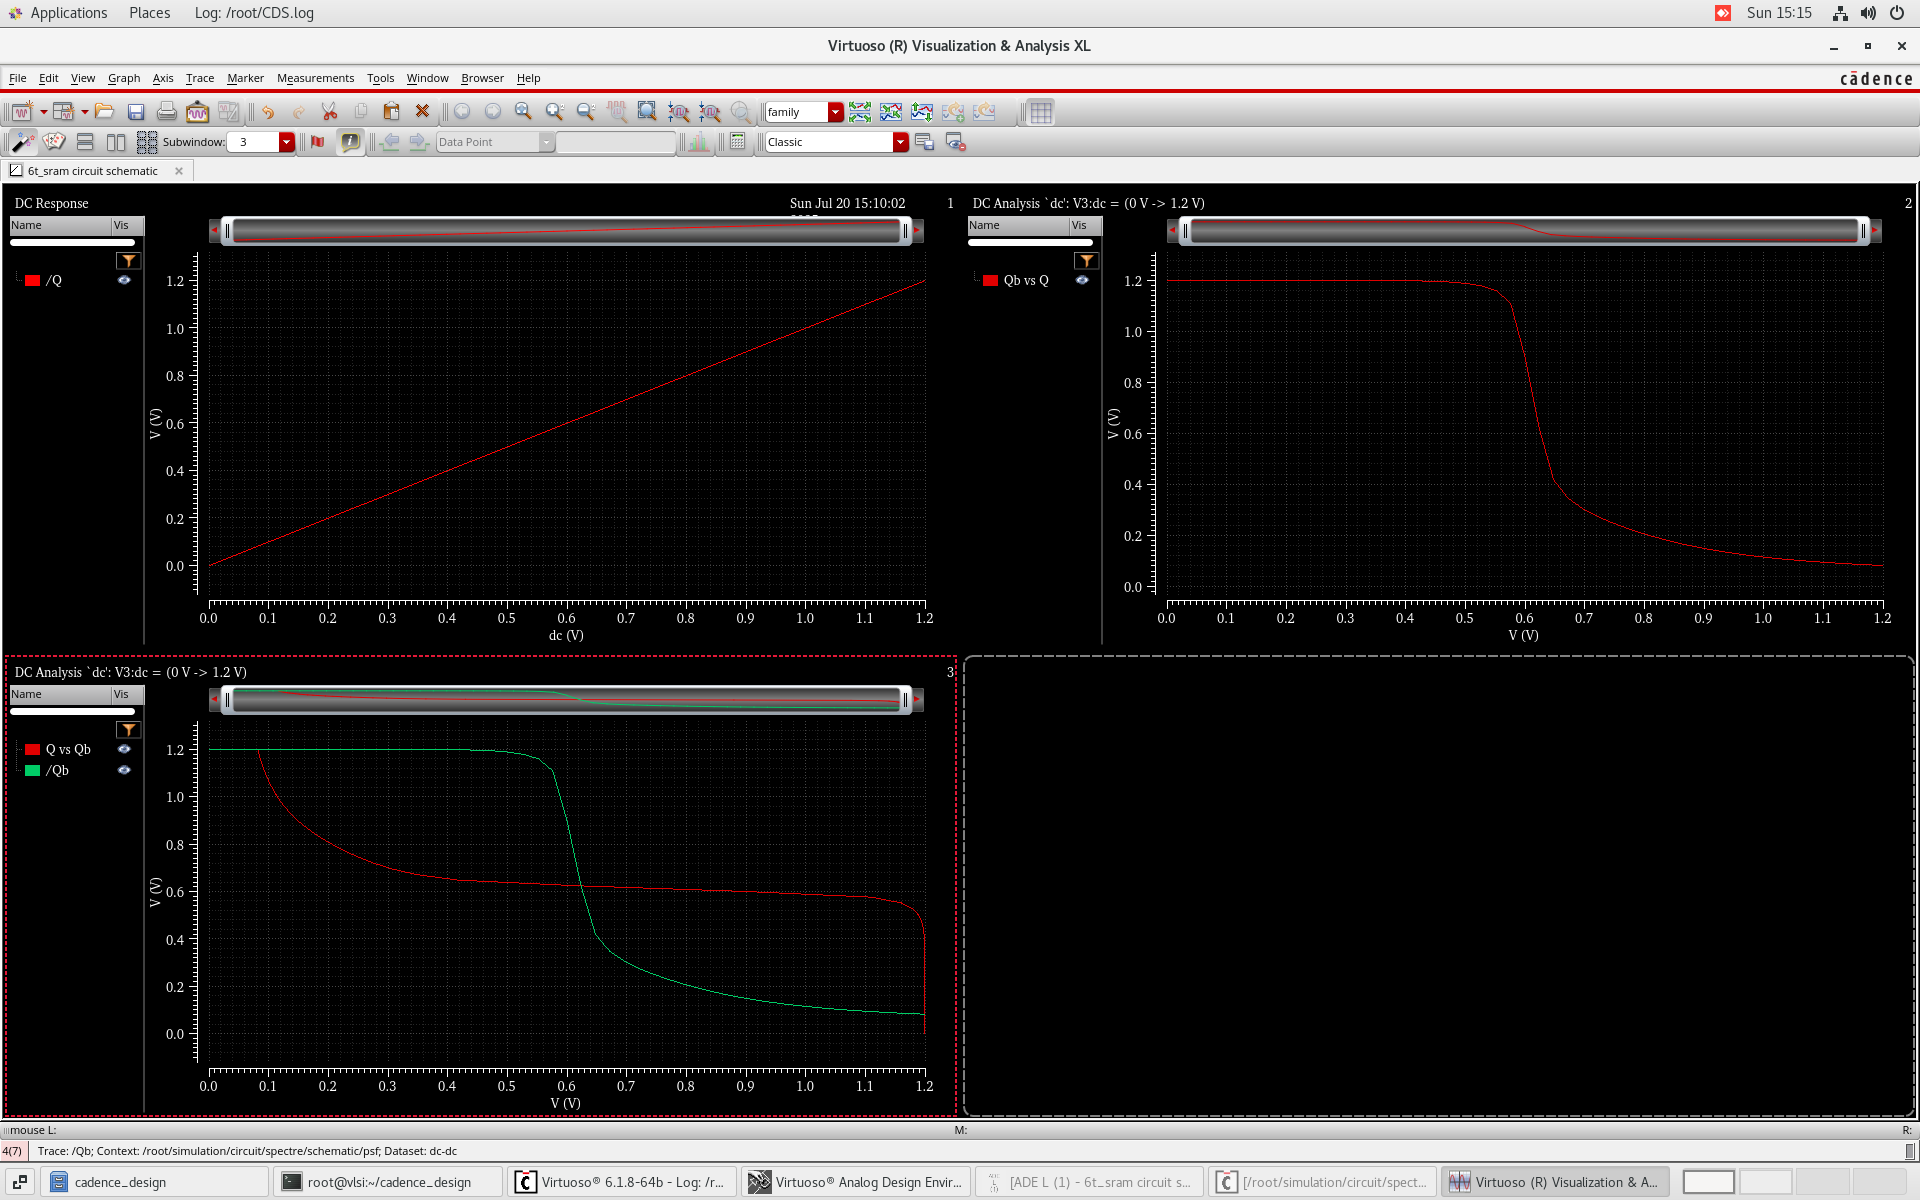 Applications Places Log: /root/CDS.log Sun 15:15
Virtuoso (R) Visualization & Analysis XL
File Edit View Graph Axis Trace Marker Measurements Tools Options Window Browser Help cādence
family
Subwindow: 3 Data Point Classic
6t_sram circuit schematic
DC Response Sun Jul 20 15:10:02 1
Name Vis
/Q
1.2
1.0
0.8
0.6
0.4
0.2
0.0
V (V)
0.0 0.1 0.2 0.3 0.4 0.5 0.6 0.7 0.8 0.9 1.0 1.1 1.2
dc (V)
DC Analysis `dc': V3:dc = (0 V -> 1.2 V) 2
Name Vis
Qb vs Q
1.2
1.0
0.8
0.6
0.4
0.2
0.0
V (V)
0.0 0.1 0.2 0.3 0.4 0.5 0.6 0.7 0.8 0.9 1.0 1.1 1.2
V (V)
DC Analysis `dc': V3:dc = (0 V -> 1.2 V) 3
Name Vis
Q vs Qb
/Qb
1.2
1.0
0.8
0.6
0.4
0.2
0.0
V (V)
0.0 0.1 0.2 0.3 0.4 0.5 0.6 0.7 0.8 0.9 1.0 1.1 1.2
V (V)
mouse L: M: R:
4(7) Trace: /Qb; Context: /root/simulation/circuit/spectre/schematic/psf; Dataset: dc-dc
cadence_design root@vlsi:~/cadence_design Virtuoso® 6.1.8-64b - Log: /r... Virtuoso® Analog Design Envir... [ADE L (1) - 6t_sram circuit s... [/root/simulation/circuit/spect... Virtuoso (R) Visualization & A...